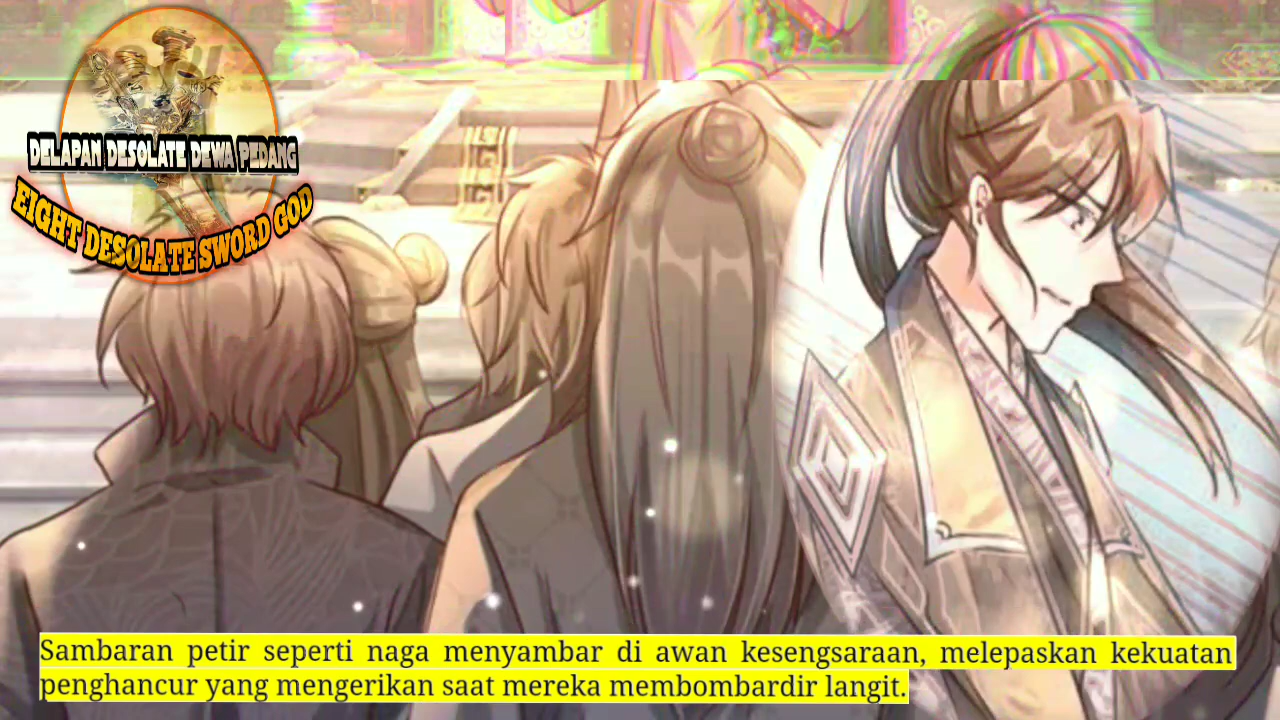 DELAPAN DESOLATE DEWA PEDANG
EIGHT DESOLATE SWORD GOD
Sambaran petir seperti naga menyambar di awan kesengsaraan, melepaskan kekuatan
penghancur yang mengerikan saat mereka membombardir langit.